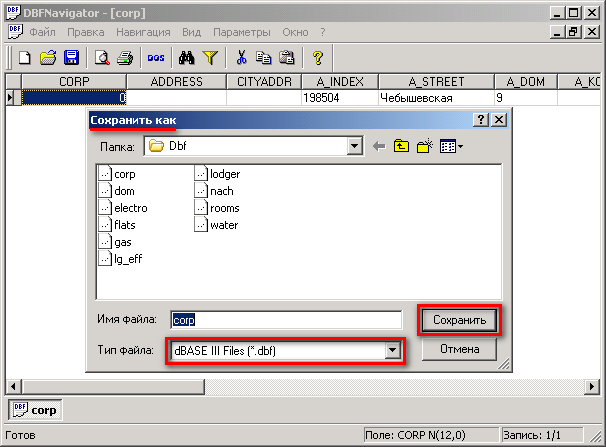 DBFNavigator - [corp]
Файл Правка Навигация Вид Параметры Окно ?
DOS
CORP ADDRESS CITYADDR A_INDEX A_STREET A_DOM A_KO
0 198504 Чебышевская 9
Сохранить как
Папка: Dbf
corp lodger
dom nach
electro rooms
flats water
gas
lg_eff
Имя файла: corp Сохранить
Тип файла: dBASE III Files (*.dbf) Отмена
DBF corp
Готов Поле: CORP N(12,0) Запись: 1/1